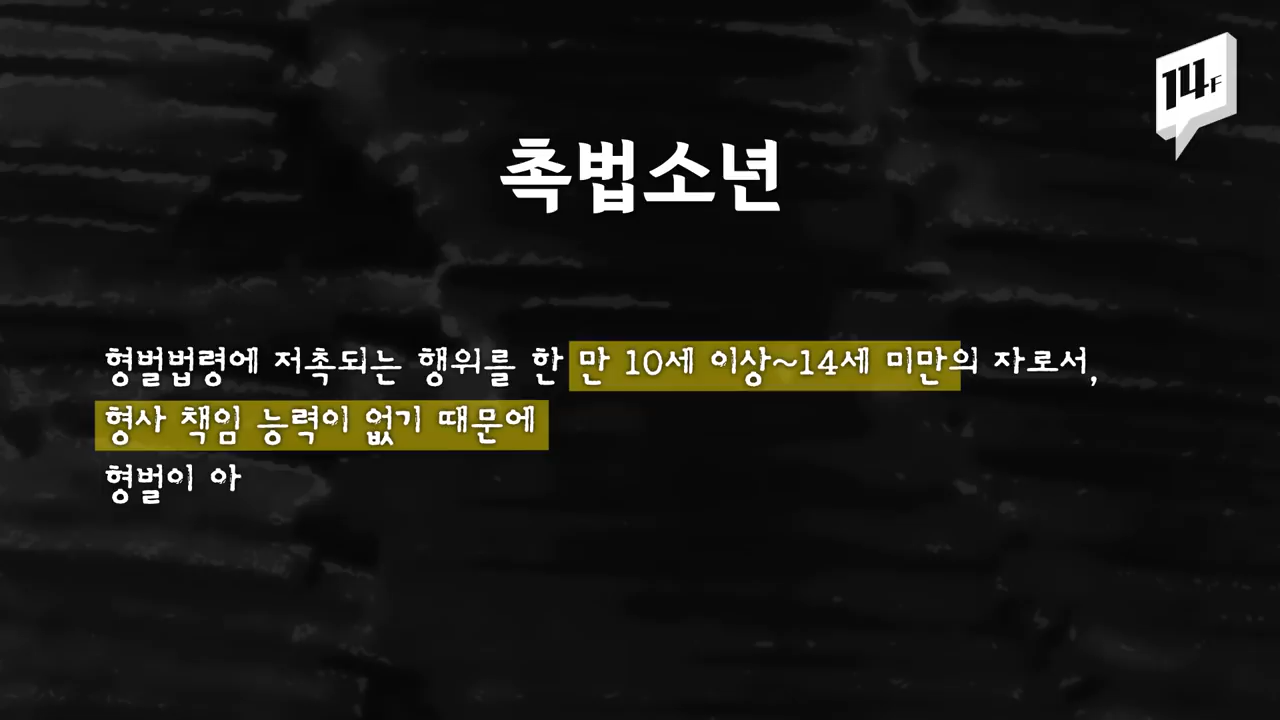 14F
촉법소년
형벌법령에 저촉되는 행위를 한 만 10세 이상~14세 미만의 자로서,
형사 책임 능력이 없기 때문에
형벌이 아